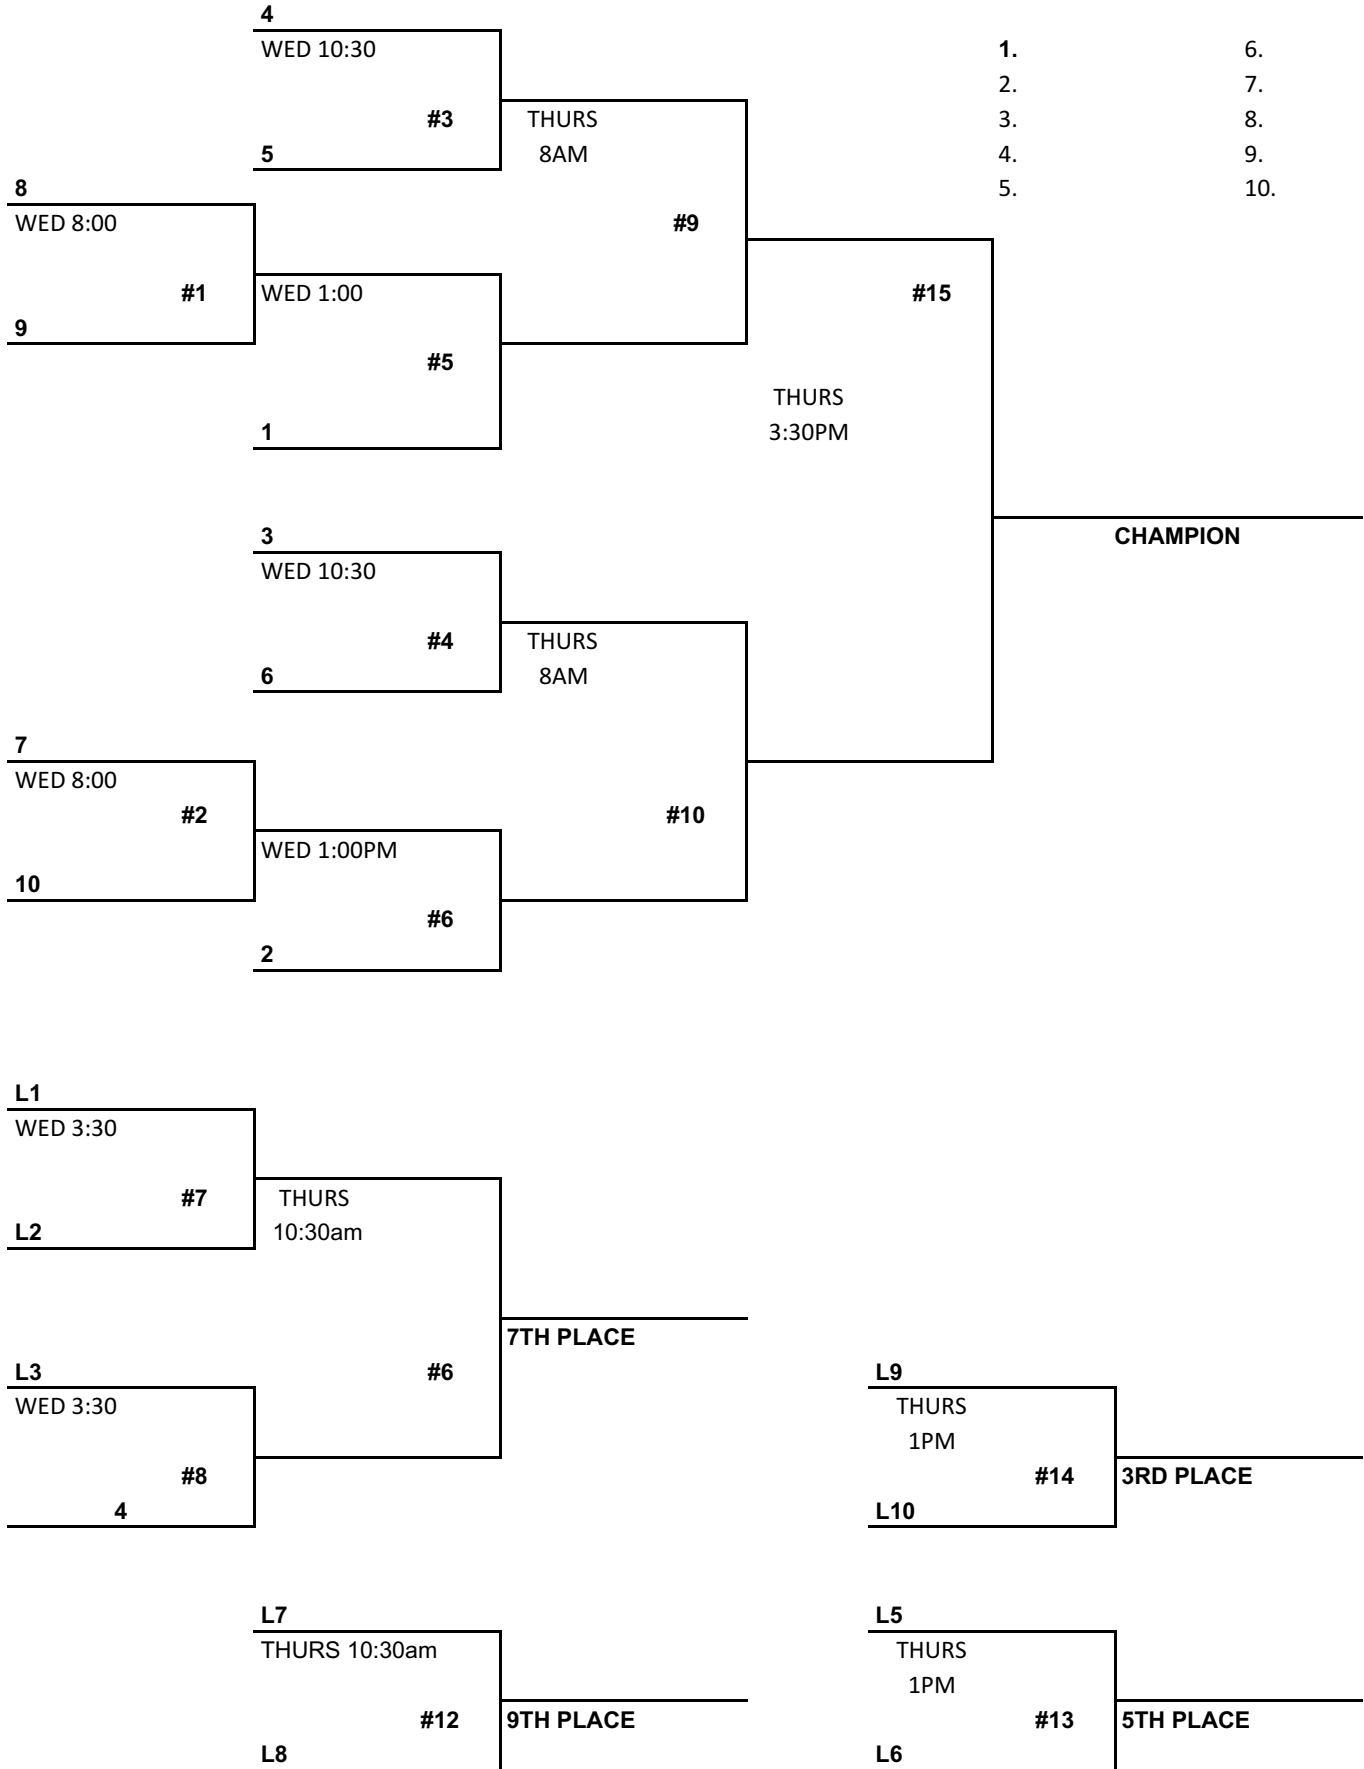 4
WED 10:30
1. 6.
2. 7.
#3 THURS 3. 8.
5 8AM 4. 9.
8 5. 10.
WED 8:00 #9
#1 WED 1:00 #15
9
#5
THURS
1 3:30PM
3 CHAMPION
WED 10:30
#4 THURS
6 8AM
7
WED 8:00
#2 #10
WED 1:00PM
10
#6
2
L1
WED 3:30
#7 THURS
L2 10:30am
7TH PLACE
L3 #6 L9
WED 3:30 THURS
1PM
#8 #14 3RD PLACE
4 L10
L7 L5
THURS 10:30am THURS
1PM
#12 9TH PLACE #13 5TH PLACE
L8 L6